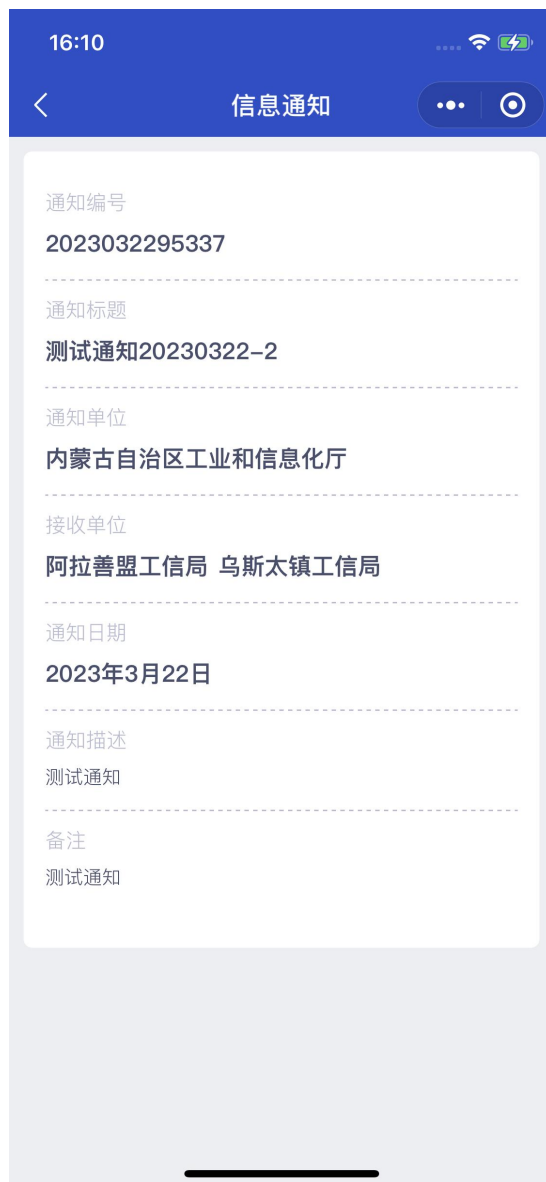 16:10
信息通知
通知编号
2023032295337
通知标题
测试通知20230322-2
通知单位
内蒙古自治区工业和信息化厅
接收单位
阿拉善盟工信局 乌斯太镇工信局
通知日期
2023年3月22日
通知描述
测试通知
备注
测试通知